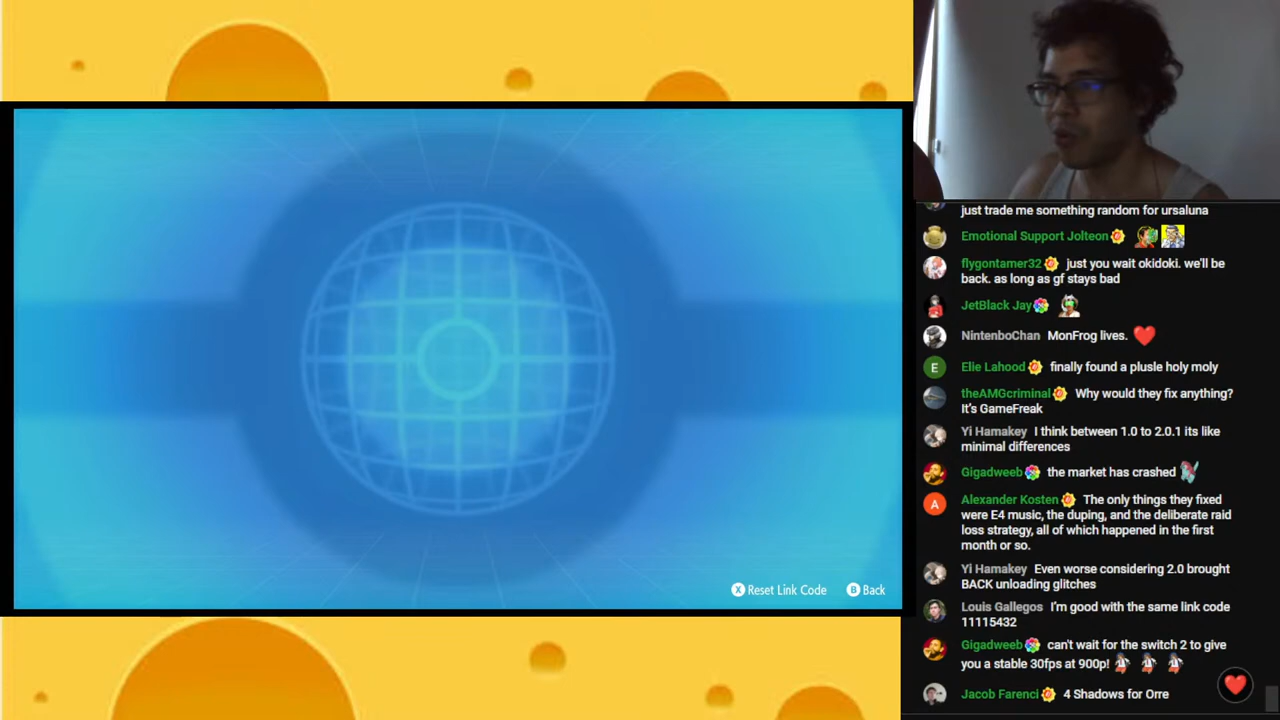 just trade me something random for ursaluna
Emotional Support Jolteon
flygontamer32 just you wait okidoki. we'll be
back. as long as gf stays bad
JetBlack Jay
NintenboChan MonFrog lives.
E Elie Lahood finally found a plusle holy moly
theAMGcriminal Why would they fix anything?
It's GameFreak
Yi Hamakey I think between 1.0 to 2.0.1 its like
minimal differences
Gigadweeb the market has crashed
A Alexander Kosten The only things they fixed
were E4 music, the duping, and the deliberate raid
loss strategy, all of which happened in the first
month or so.
Yi Hamakey Even worse considering 2.0 brought
BACK unloading glitches
Louis Gallegos I'm good with the same link code
11115432
Gigadweeb can't wait for the switch 2 to give
you a stable 30fps at 900p!
Jacob Farenci 4 Shadows for Orre
X Reset Link Code B Back